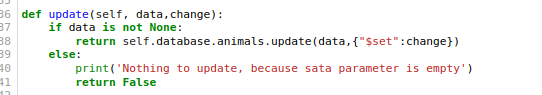 36 def update(self, data,change):
37 if data is not None:
38 return self.database.animals.update(data,{"$set":change})
39 else:
40 print('Nothing to update, because sata parameter is empty')
41 return False